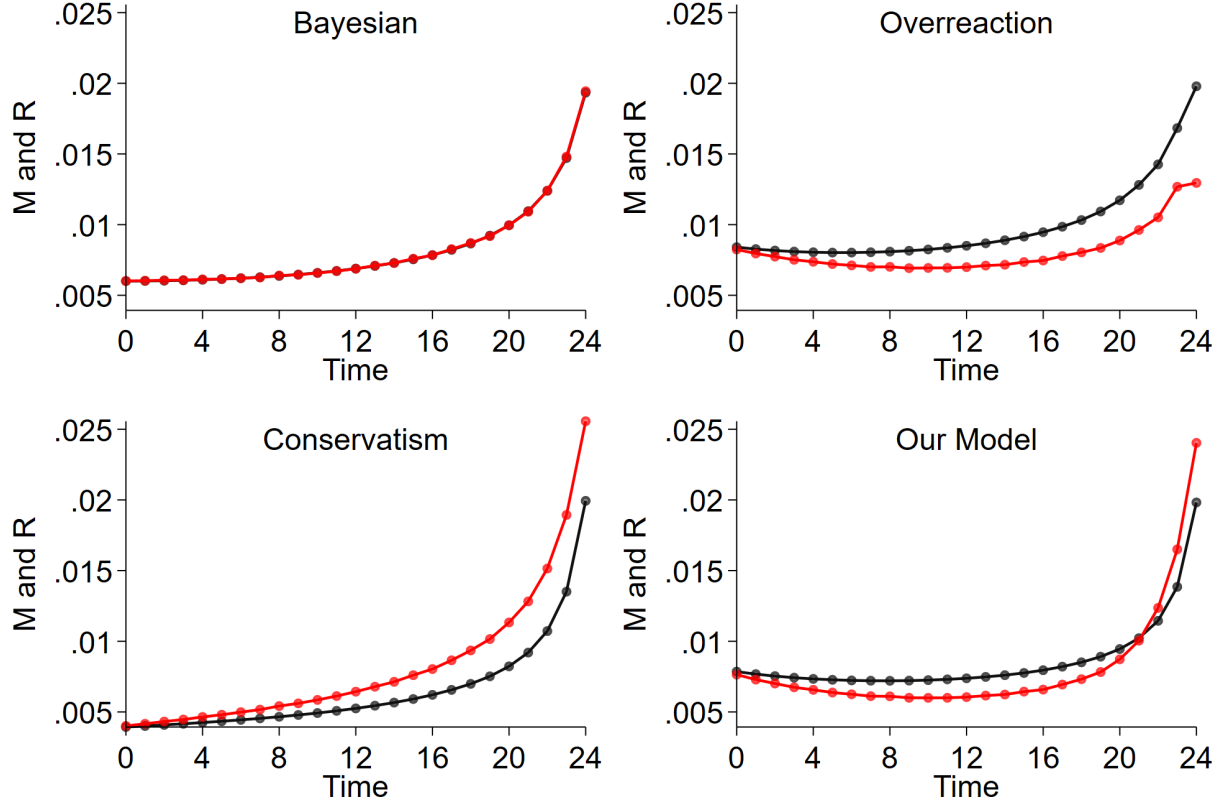 Bayesian
M and R
.025
.02
.015
.01
.005
0 4 8 12 16 20 24
Time
Overreaction
M and R
.025
.02
.015
.01
.005
0 4 8 12 16 20 24
Time
Conservatism
M and R
.025
.02
.015
.01
.005
0 4 8 12 16 20 24
Time
Our Model
M and R
.025
.02
.015
.01
.005
0 4 8 12 16 20 24
Time